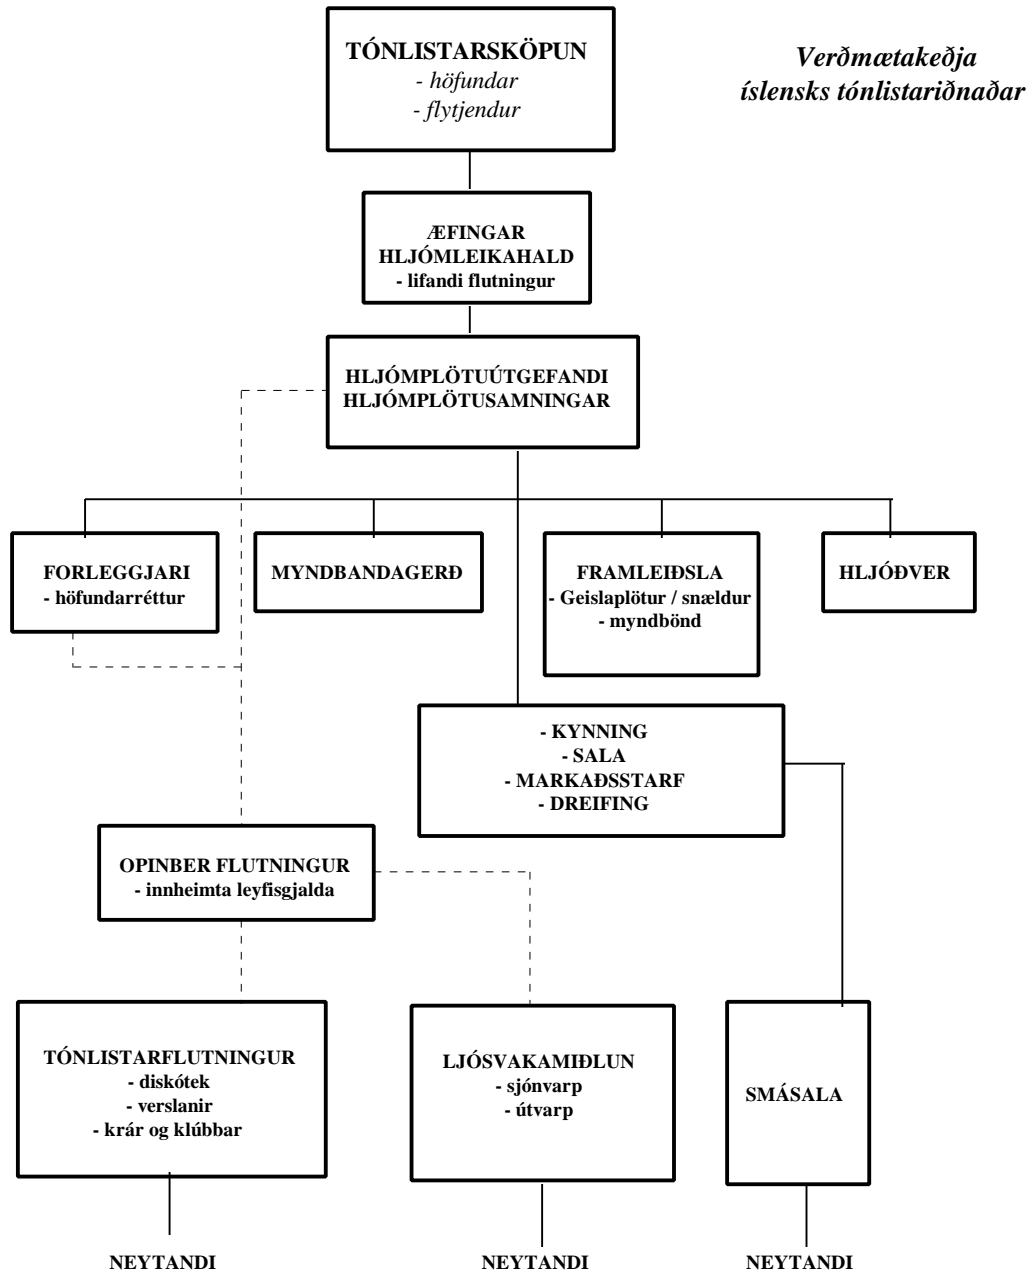 TÓNLISTARSKÖPUN
- höfundar
- flytjendur
Verðmætakeðja
íslensks tónlistariðnaðar
ÆFINGAR
HLJÓMLEIKAHALD
- lifandi flutningur
HLJÓMPLÖTUÚTGEFANDI
HLJÓMPLÖTUSAMNINGAR
FORLEGGJARI
- höfundarréttur
MYNDBANDAGERÐ
FRAMLEIÐSLA
- Geislaplötur / snældur
- myndbönd
HLJÓÐVER
- KYNNING
- SALA
- MARKAÐSSTARF
- DREIFING
OPINBER FLUTNINGUR
- innheimta leyfisgjalda
TÓNLISTARFLUTNINGUR
- diskótek
- verslanir
- krár og klúbbar
LJÓSVAKAMIÐLUN
- sjónvarp
- útvarp
SMÁSALA
NEYTANDI
NEYTANDI
NEYTANDI